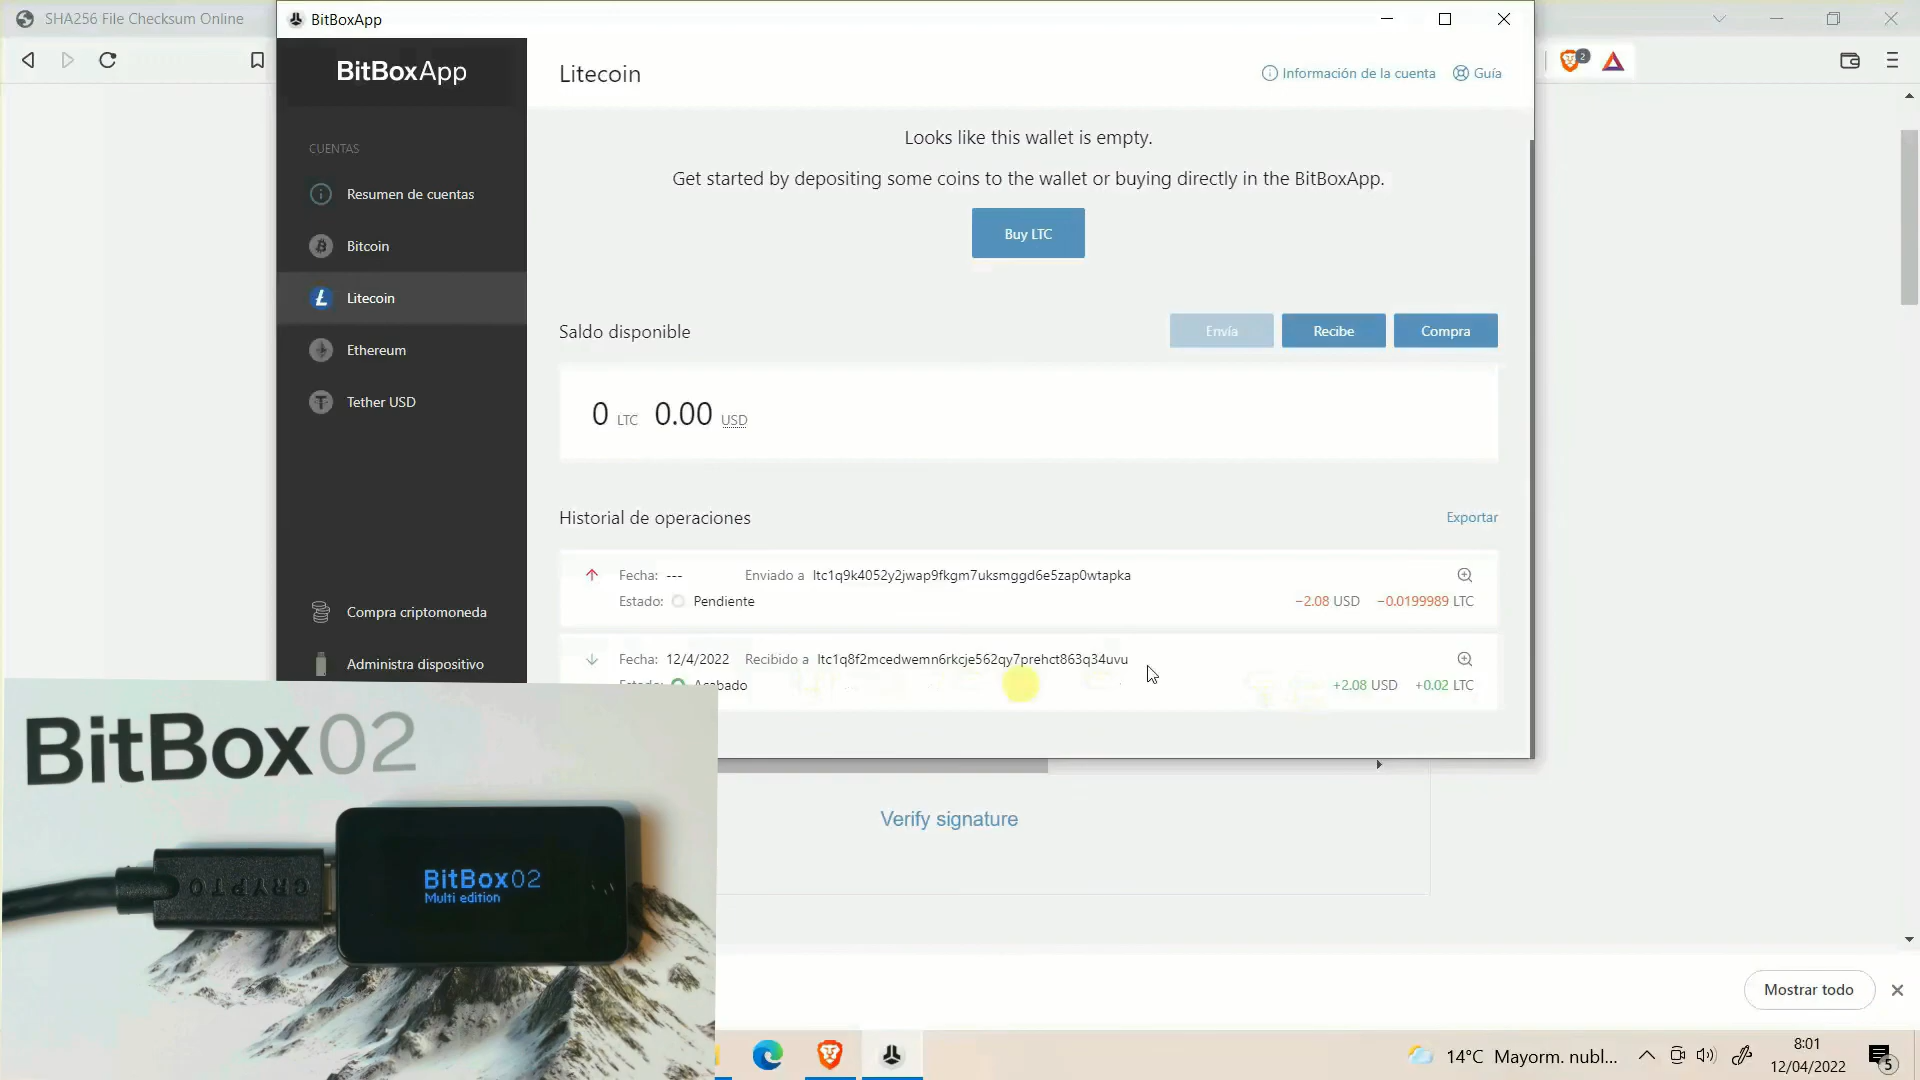 SHA256 File Checksum Online
BitBoxApp
2
BitBoxApp
Litecoin
Información de la cuenta
Guía
CUENTAS
Resumen de cuentas
Bitcoin
Litecoin
Ethereum
Tether USD
Compra criptomoneda
Administra dispositivo
Looks like this wallet is empty.
Get started by depositing some coins to the wallet or buying directly in the BitBoxApp.
Buy LTC
Saldo disponible
Envía
Recibe
Compra
0 LTC 0.00 USD
Historial de operaciones
Exportar
Fecha: --- Enviado a ltc1q9k4052y2jwap9fkgm7uksmggd6e5zap0wtapka
Estado: Pendiente −2.08 USD −0.0199989 LTC
Fecha: 12/4/2022 Recibido a ltc1q8f2mcedwemn6rkcje562qy7prehct863q34uvu
Estado: Acabado +2.08 USD +0.02 LTC
Verify signature
BitBox02
CRYPTO
BitBox02
Multi edition
Mostrar todo
14°C Mayorm. nubl...
8:01
12/04/2022
5